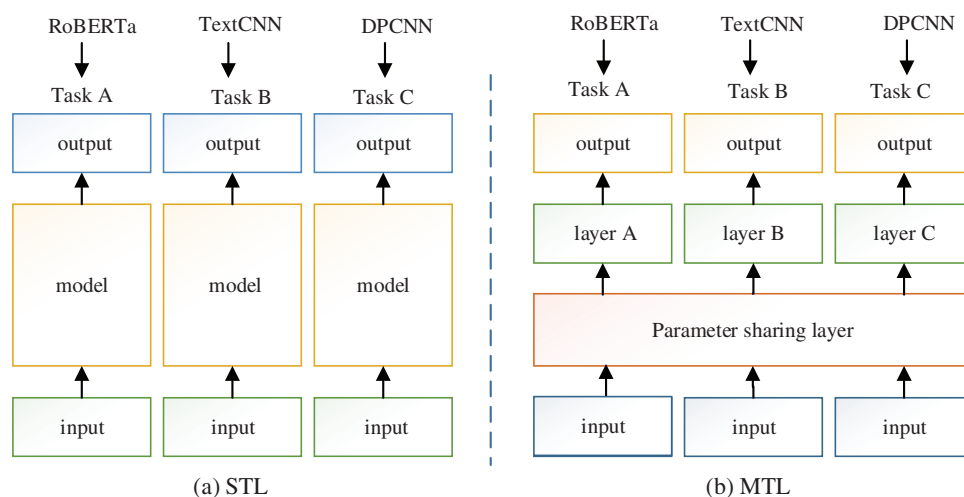 RoBERTa TextCNN DPCNN
Task A Task B Task C
output output output
model model model
input input input
(a) STL
RoBERTa TextCNN DPCNN
Task A Task B Task C
output output output
layer A layer B layer C
Parameter sharing layer
input input input
(b) MTL